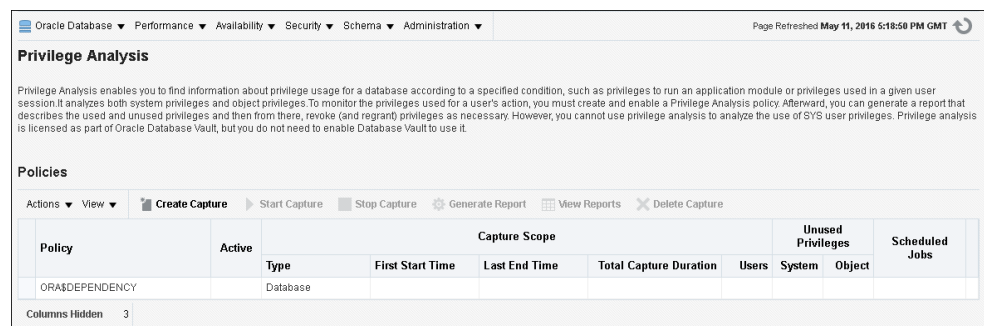 Oracle Database ▼ Performance ▼ Availability ▼ Security ▼ Schema ▼ Administration ▼ Page Refreshed May 11, 2016 5:18:50 PM GMT
Privilege Analysis
Privilege Analysis enables you to find information about privilege usage for a database according to a specified condition, such as privileges to run an application module or privileges used in a given user
session.It analyzes both system privileges and object privileges.To monitor the privileges used for a user's action, you must create and enable a Privilege Analysis policy. Afterward, you can generate a report that
describes the used and unused privileges and then from there, revoke (and regrant) privileges as necessary. However, you cannot use privilege analysis to analyze the use of SYS user privileges. Privilege analysis
is licensed as part of Oracle Database Vault, but you do not need to enable Database Vault to use it.
Policies
Actions ▼ View ▼ Create Capture Start Capture Stop Capture Generate Report View Reports Delete Capture
Policy Active Capture Scope Unused Privileges Scheduled Jobs
Type First Start Time Last End Time Total Capture Duration Users System Object
ORA$DEPENDENCY Database
Columns Hidden 3